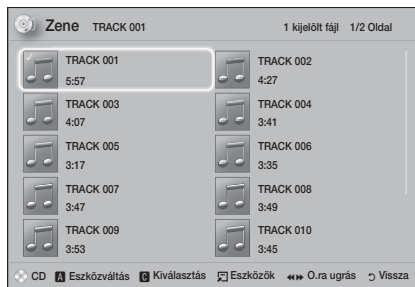 Zene TRACK 001 1 kijelölt fájl 1/2 Oldal
TRACK 001 TRACK 002
5:57 4:27
TRACK 003 TRACK 004
4:07 3:41
TRACK 005 TRACK 006
3:17 3:35
TRACK 007 TRACK 008
3:47 3:49
TRACK 009 TRACK 010
3:53 3:45
CD A Eszközváltás C Kiválasztás Eszközök O.ra ugrás Vissza